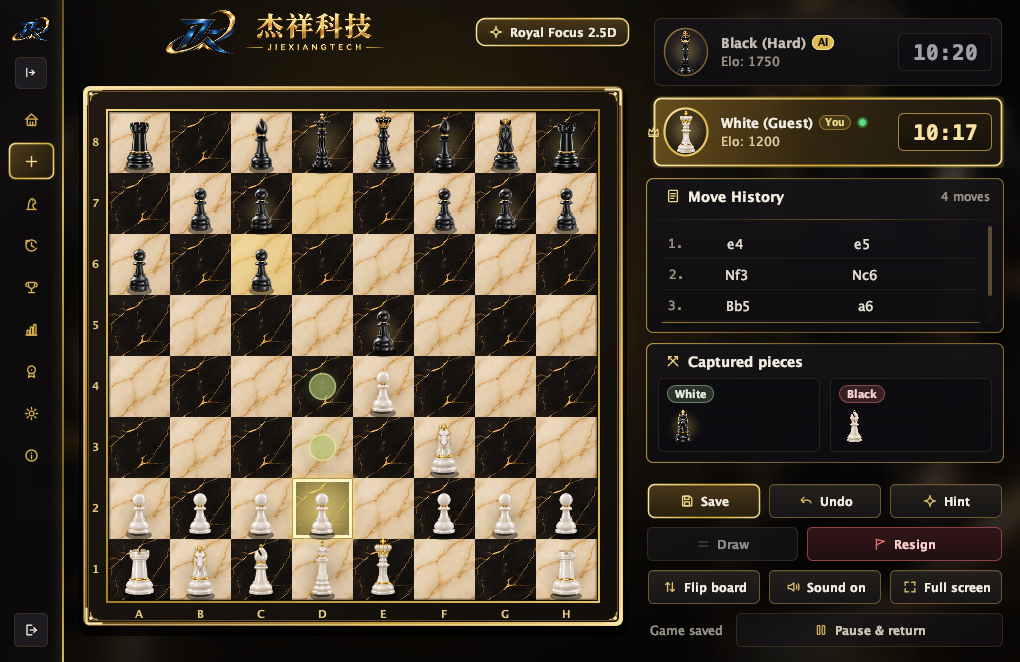 杰祥科技
JIEXIANGTECH
Royal Focus 2.5D
Black (Hard) AI
Elo: 1750
10:20
White (Guest) You
Elo: 1200
10:17
Move History
4 moves
1. e4 e5
2. Nf3 Nc6
3. Bb5 a6
Captured pieces
White
Black
Save
Undo
Hint
Draw
Resign
Flip board
Sound on
Full screen
Game saved
Pause & return
8
7
6
5
4
3
2
1
A B C D E F G H